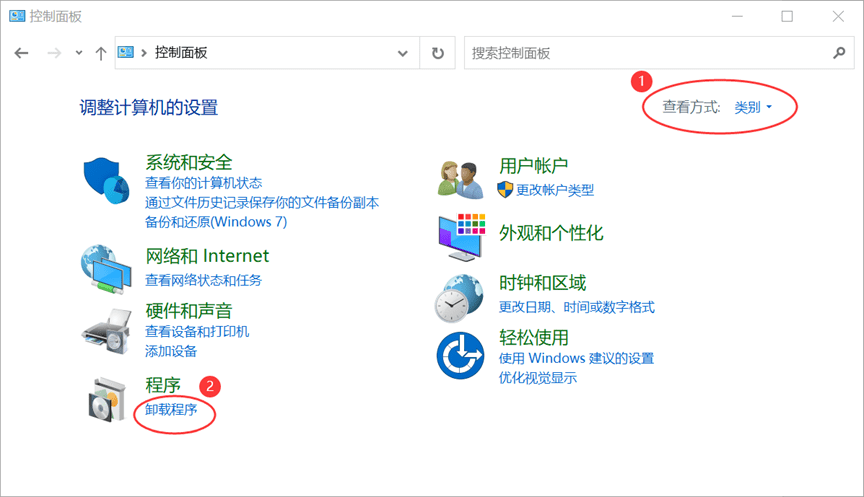 控制面板
控制面板
搜索控制面板
1
调整计算机的设置
查看方式: 类别
系统和安全
查看你的计算机状态
通过文件历史记录保存你的文件备份副本
备份和还原(Windows 7)
网络和 Internet
查看网络状态和任务
硬件和声音
查看设备和打印机
添加设备
程序
2
卸载程序
用户帐户
更改帐户类型
外观和个性化
时钟和区域
更改日期、时间或数字格式
轻松使用
使用 Windows 建议的设置
优化视觉显示